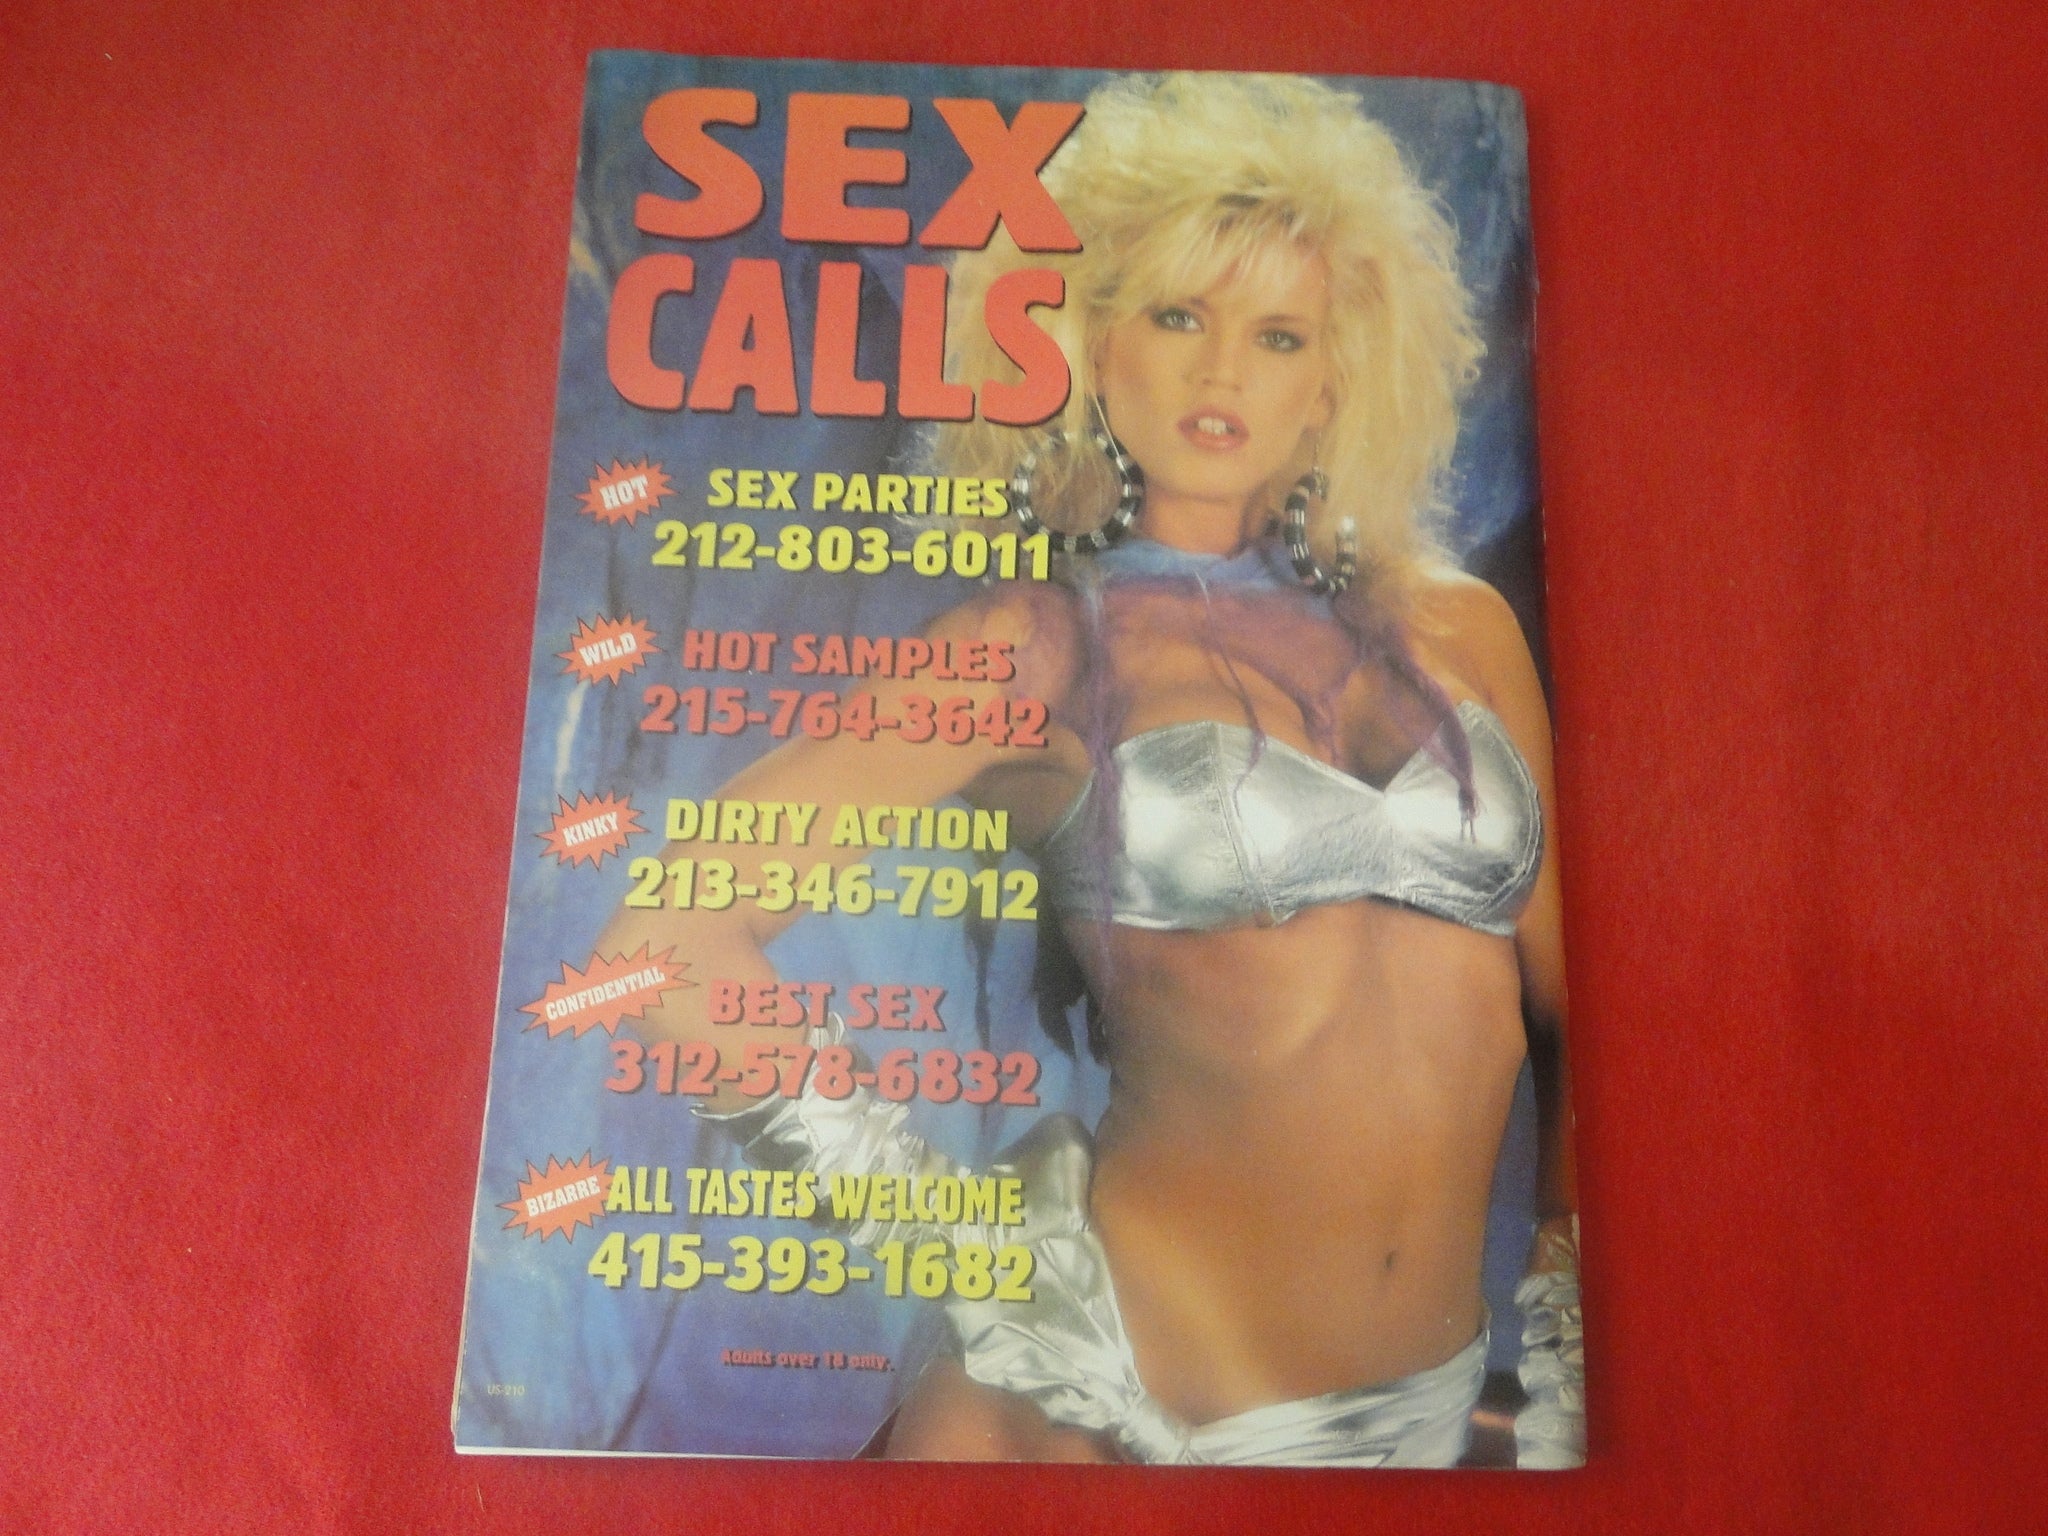 SEX
CALLS
HOT
SEX PARTIES
212-803-6011
WILD
HOT SAMPLES
215-764-3642
KINKY
DIRTY ACTION
213-346-7912
CONFIDENTIAL
BEST SEX
312-578-6832
BIZARRE
ALL TASTES WELCOME
415-393-1682
Adults over 18 only.
US-210